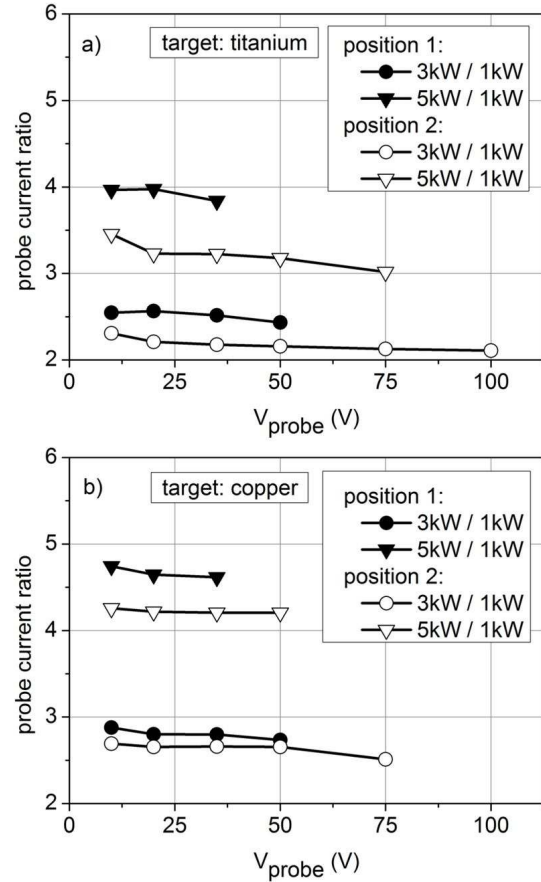 a)
target: titanium
position 1:
3kW / 1kW
5kW / 1kW
position 2:
3kW / 1kW
5kW / 1kW
probe current ratio
6
5
4
3
2
0 25 50 75 100
Vprobe (V)
b)
target: copper
position 1:
3kW / 1kW
5kW / 1kW
position 2:
3kW / 1kW
5kW / 1kW
probe current ratio
6
5
4
3
2
0 25 50 75 100
Vprobe (V)